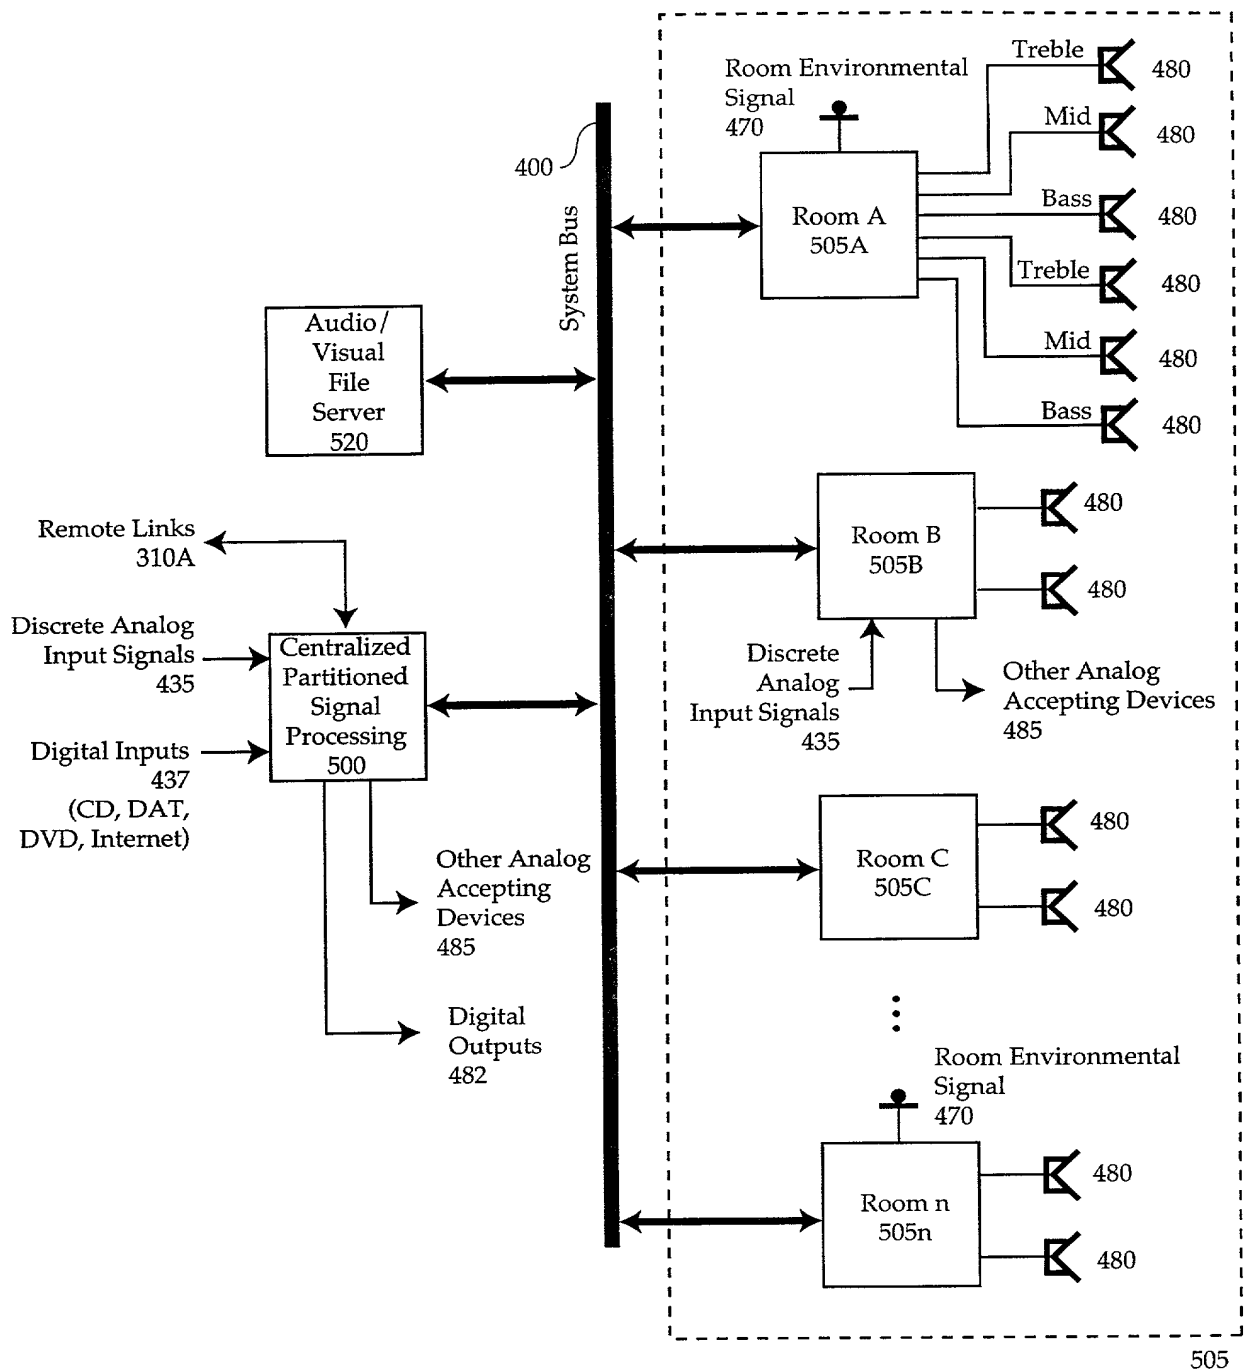 Treble
480
Room Environmental
Signal
470
Mid
480
400
Bass
480
Room A
505A
System Bus
Treble
480
Audio/
Visual
File
Server
520
Mid
480
Bass
480
Remote Links
310A
Room B
505B
480
480
Discrete Analog
Input Signals
435
Centralized
Partitioned
Signal
Processing
500
Discrete
Analog
Input Signals
435
Other Analog
Accepting Devices
485
Digital Inputs
437
(CD, DAT,
DVD, Internet)
Other Analog
Accepting
Devices
485
Room C
505C
480
480
Digital
Outputs
482
Room Environmental
Signal
470
Room n
505n
480
480
505